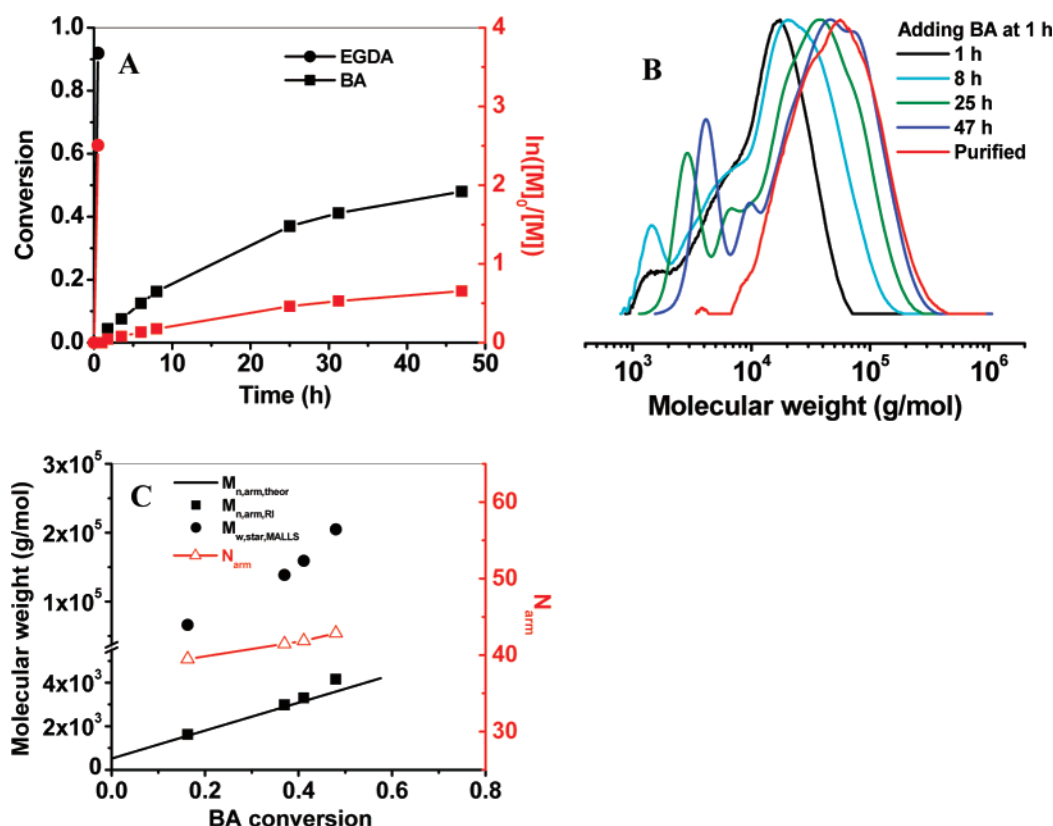 A
EGDA
BA
1.0
0.8
0.6
0.4
0.2
0.0
Conversion
4
3
2
1
0
ln([M]0/[M])
0 10 20 30 40 50
Time (h)
B
Adding BA at 1 h
1 h
8 h
25 h
47 h
Purified
10^3 10^4 10^5 10^6
Molecular weight (g/mol)
C
Mn,arm,theor
Mn,arm,RI
Mw,star,MALLS
Narm
3x10^5
2x10^5
1x10^5
4x10^3
2x10^3
0
Molecular weight (g/mol)
60
50
40
30
Narm
0.0 0.2 0.4 0.6 0.8
BA conversion